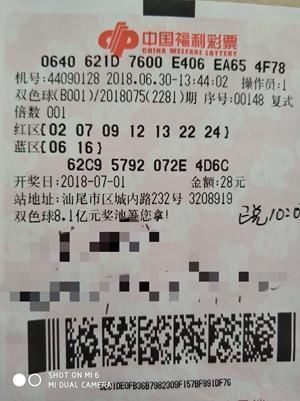 中国福利彩票
CHINA WELFARE LOTTERY
0640 621D 7600 E406 EA65 4F78
机号:44090128 2018.06.30-13:44:02 操作员:1
双色球(B001)/2018075(2281)期 序号:00148 复式
倍数 001
红区[02 07 09 12 13 22 24]
蓝区[06 16]
62C9 5792 072E 4D6C
开奖日:2018-07-01 金额:28元
站地址:汕尾市区城内路232号 3208919
双色球8.1亿元奖池等您拿!
SHOT ON MI 6
MI DUAL CAMERA